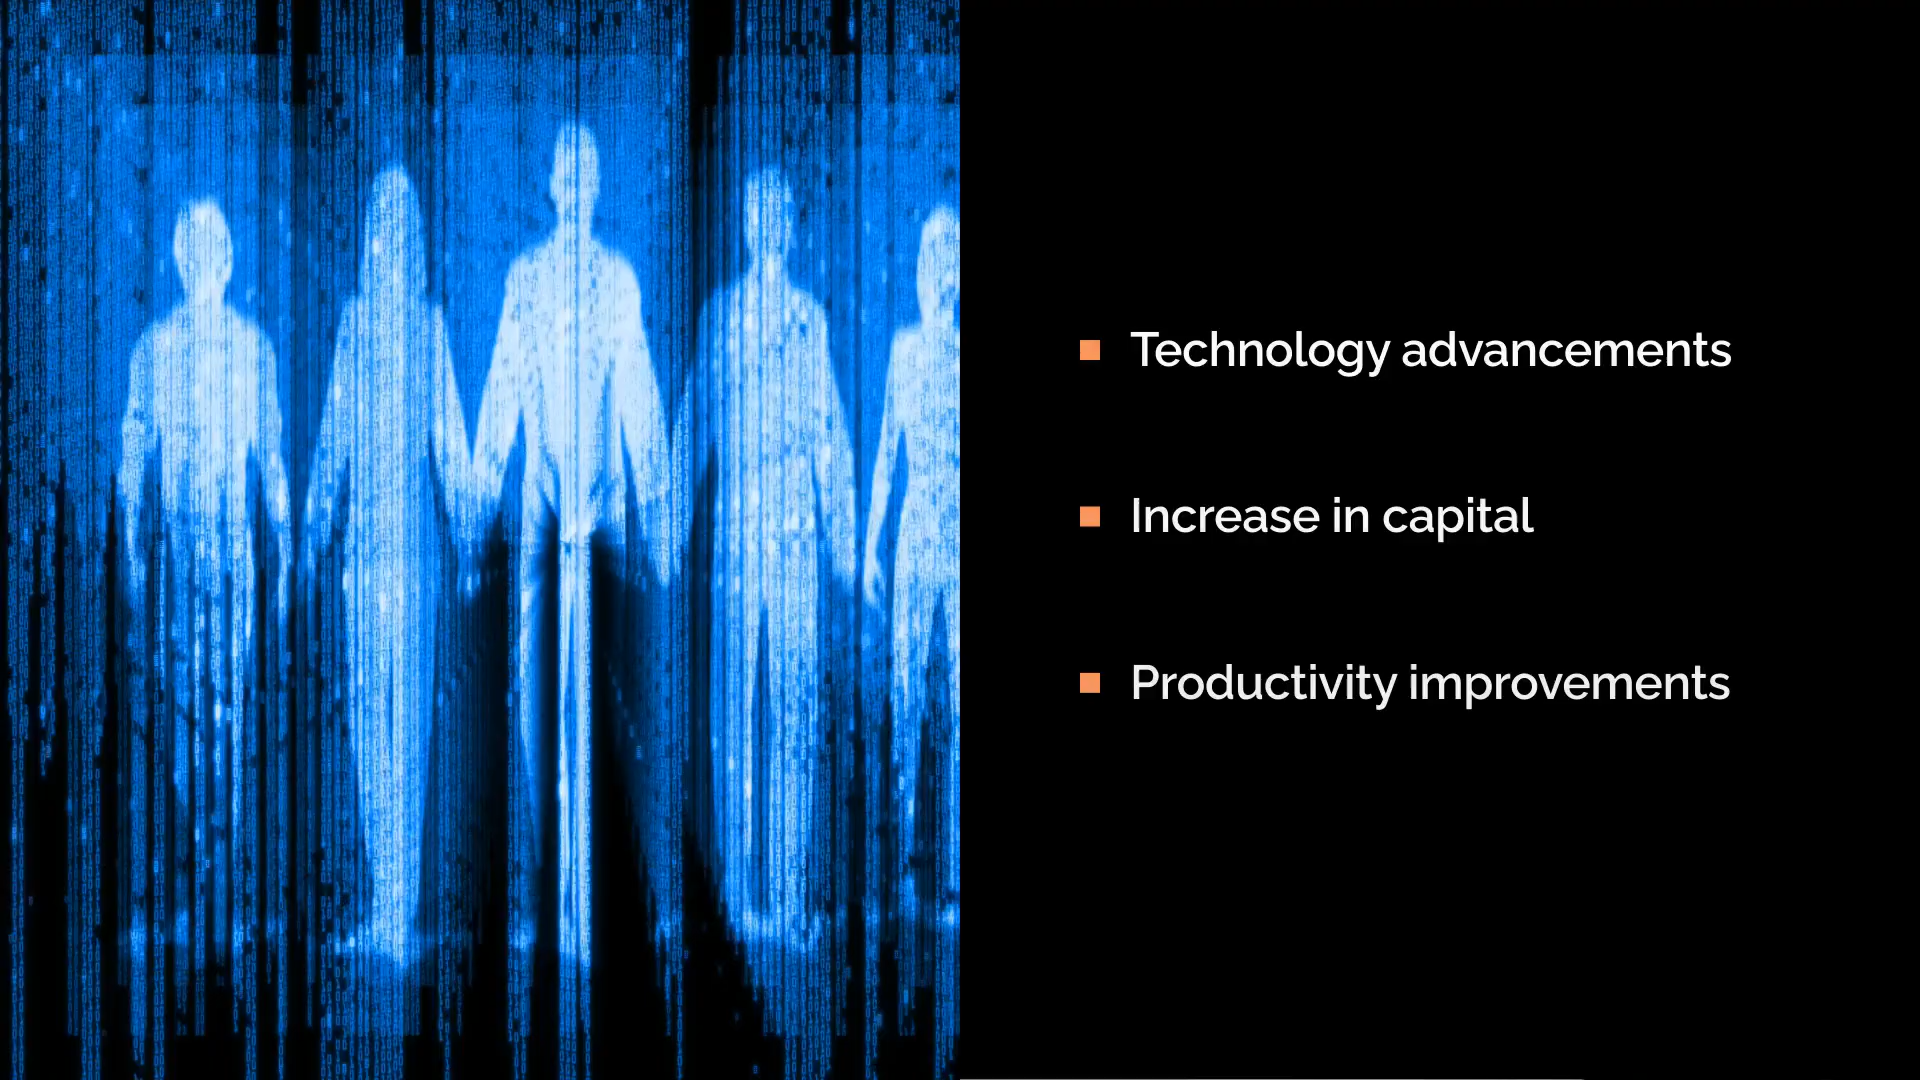 Technology advancements
Increase in capital
Productivity improvements